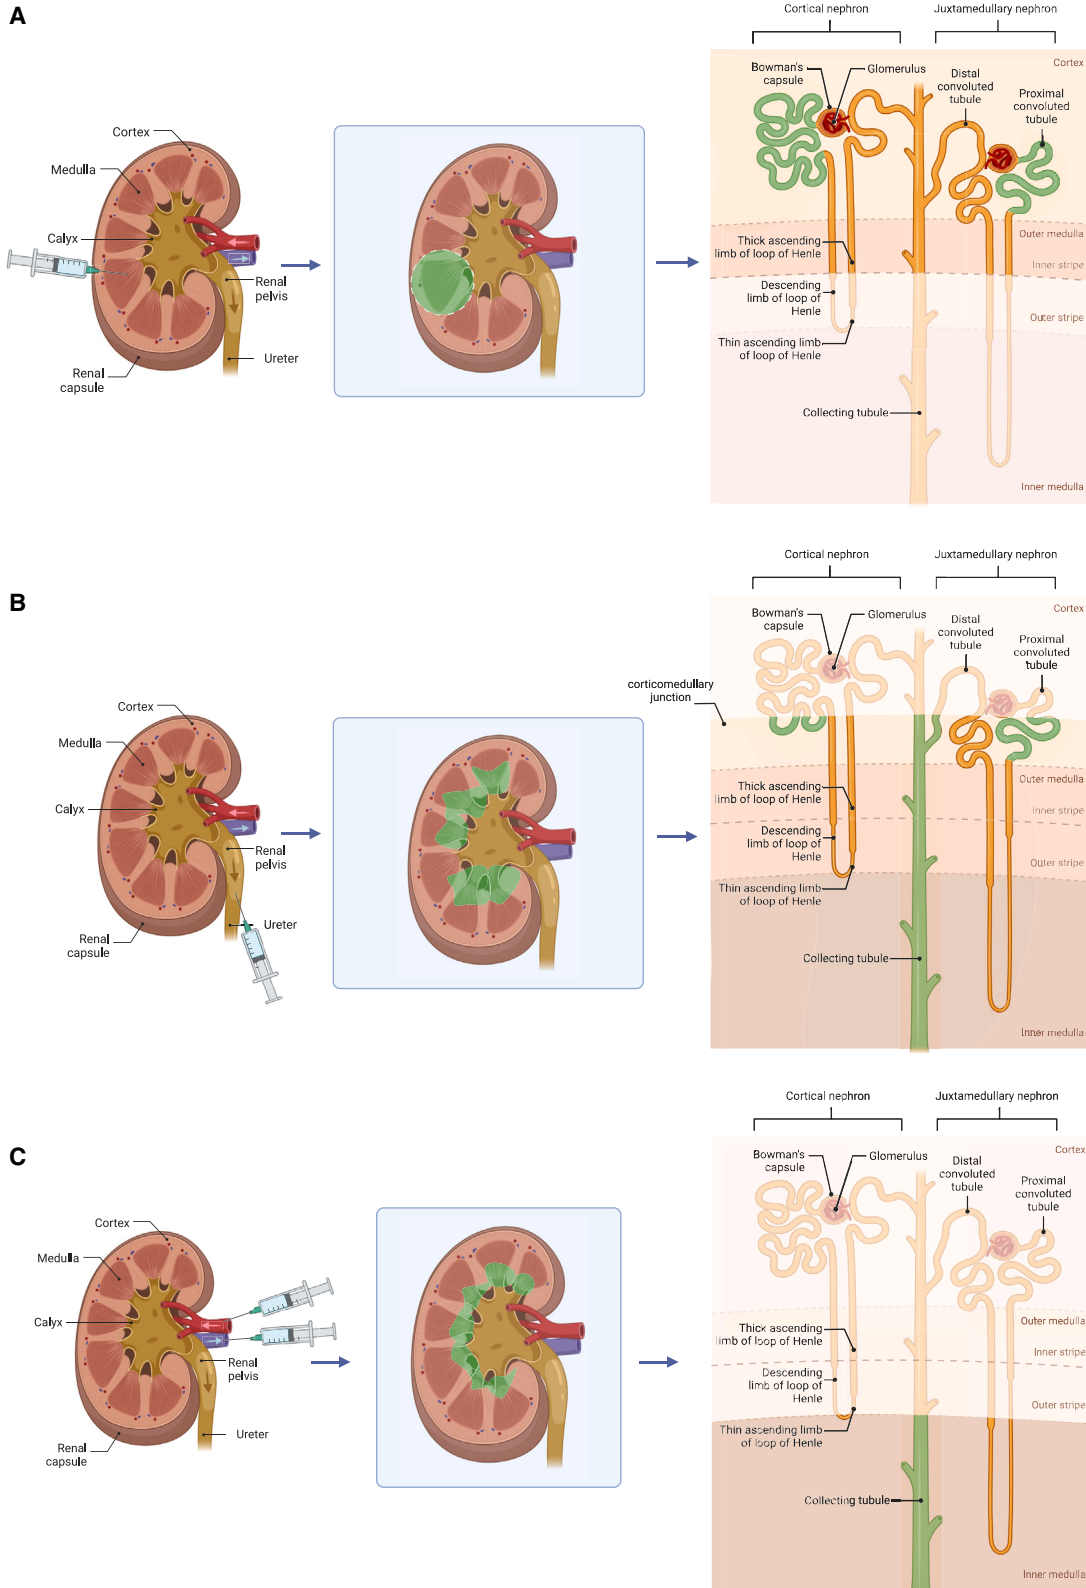 A
Cortex
Medulla
Calyx
Renal
pelvis
Ureter
Renal
capsule
Cortical nephron
Juxtamedullary nephron
Cortex
Bowman's
capsule
Glomerulus
Distal
convoluted
tubule
Proximal
convoluted
tubule
Outer medulla
Thick ascending
limb of loop of Henle
Inner stripe
Descending
limb of loop of
Henle
Outer stripe
Thin ascending limb
of loop of Henle
Collecting tubule
Inner medulla
B
Cortex
Medulla
Calyx
Renal
pelvis
Ureter
Renal
capsule
Cortical nephron
Juxtamedullary nephron
Cortex
Bowman's
capsule
Glomerulus
Distal
convoluted
tubule
Proximal
convoluted
tubule
corticomedullary
junction
Outer medulla
Thick ascending
limb of loop of Henle
Inner stripe
Descending
limb of loop of
Henle
Outer stripe
Thin ascending limb
of loop of Henle
Collecting tubule
Inner medulla
C
Cortex
Medulla
Calyx
Renal
pelvis
Ureter
Renal
capsule
Cortical nephron
Juxtamedullary nephron
Cortex
Bowman's
capsule
Glomerulus
Distal
convoluted
tubule
Proximal
convoluted
tubule
Outer medulla
Thick ascending
limb of loop of Henle
Inner stripe
Descending
limb of loop of
Henle
Outer stripe
Thin ascending limb
of loop of Henle
Collecting tubule
Inner medulla